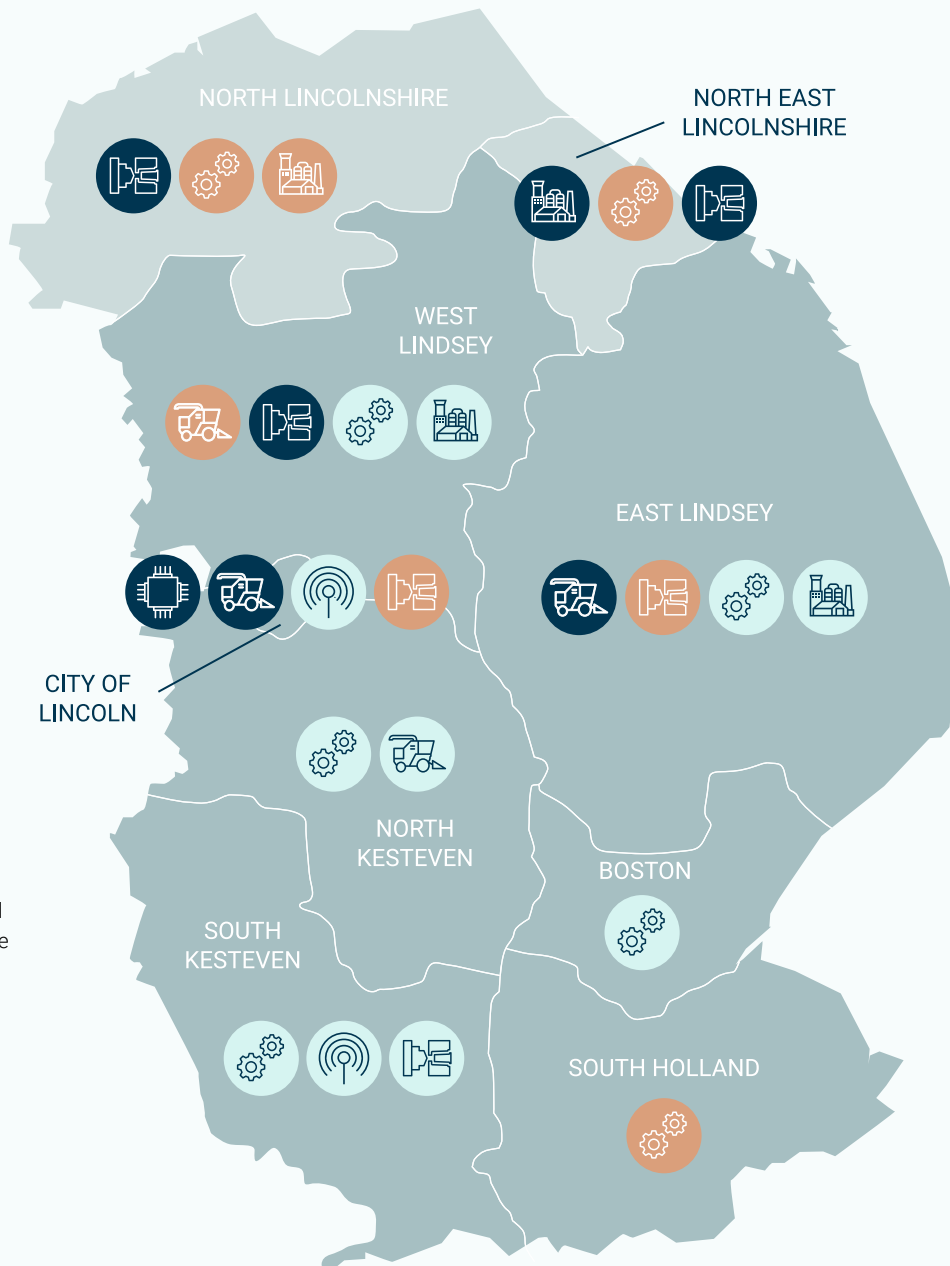 NORTH LINCOLNSHIRE
NORTH EAST
LINCOLNSHIRE
WEST
LINDSEY
EAST LINDSEY
CITY OF
LINCOLN
NORTH
KESTEVEN
BOSTON
SOUTH
KESTEVEN
SOUTH HOLLAND